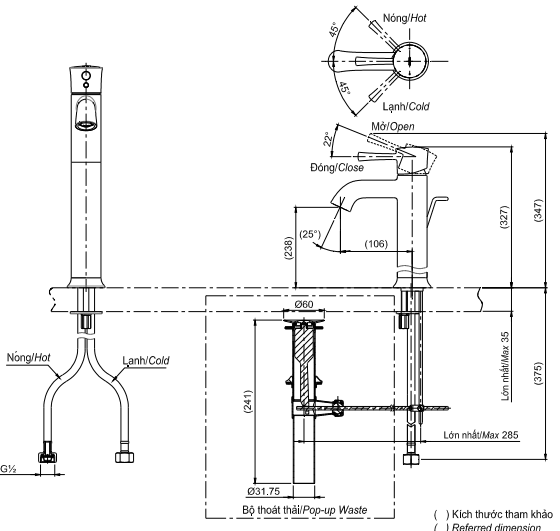 Nóng/Hot
45°
45°
Lạnh/Cold
Mở/Open
22°
Đóng/Close
(25°)
(106)
(238)
(327)
(347)
Ø60
Nóng/Hot
Lạnh/Cold
(241)
Lớn nhất/Max 35
(375)
Lớn nhất/Max 285
G½
Ø31.75
Bộ thoát thải/Pop-up Waste
( ) Kích thước tham khảo
( ) Referred dimension